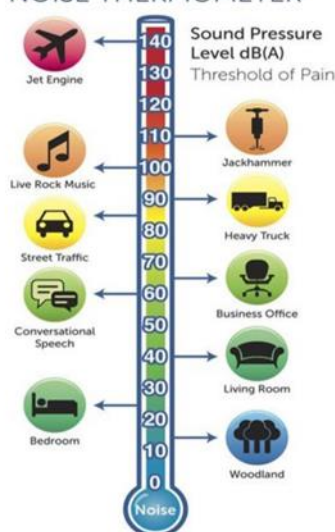 NOISE THERMOMETER
Sound Pressure
Level dB(A)
Threshold of Pain
140
Jet Engine
130
120
110
Jackhammer
100
Live Rock Music
90
Heavy Truck
80
Street Traffic
70
Business Office
60
Conversational
Speech
50
40
Living Room
30
20
Bedroom
10
Woodland
0
Noise